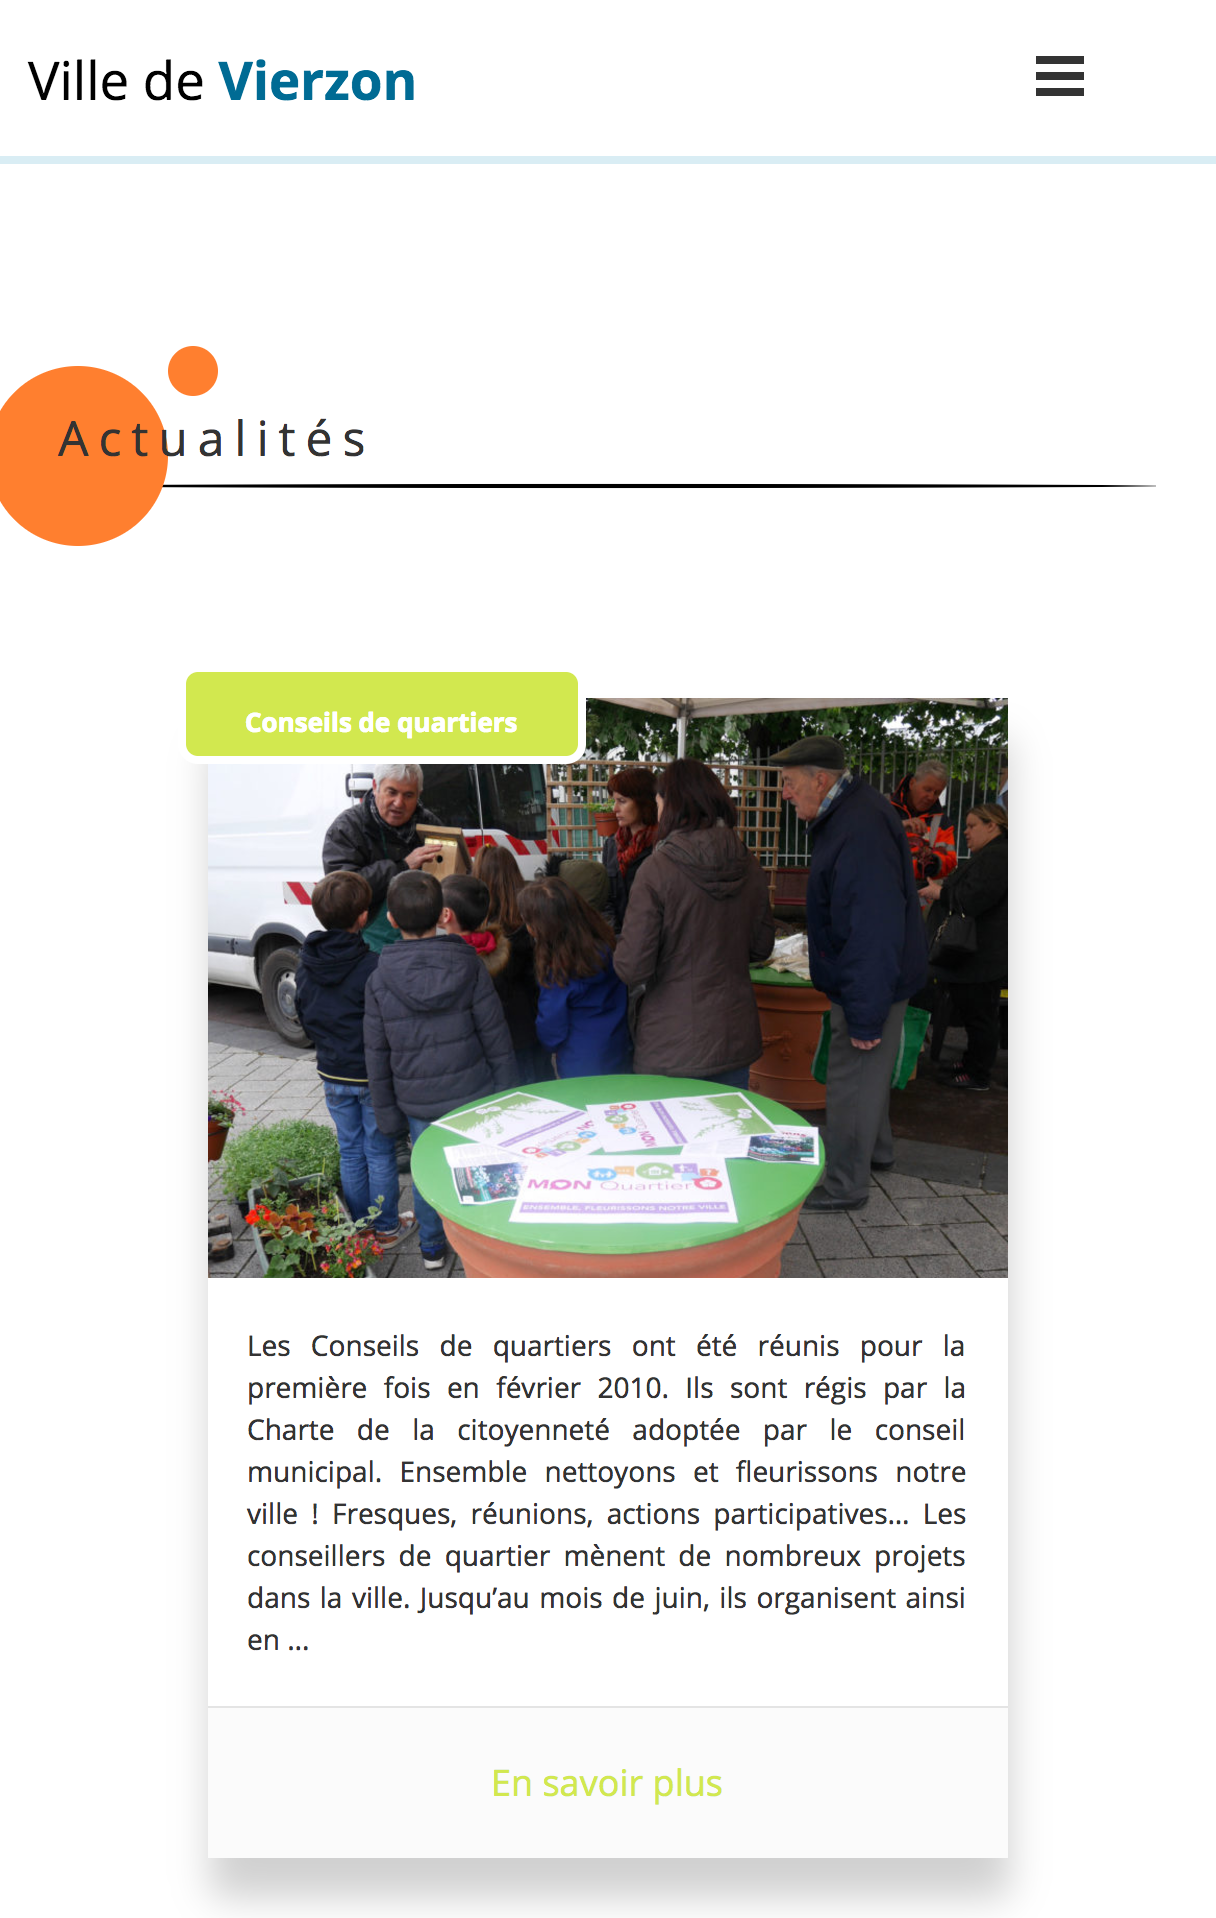 Ville de Vierzon
Actualités
Conseils de quartiers
MON Quartier
ENSEMBLE, FLEURISSONS NOTRE VILLE
Les Conseils de quartiers ont été réunis pour la
première fois en février 2010. Ils sont régis par la
Charte de la citoyenneté adoptée par le conseil
municipal. Ensemble nettoyons et fleurissons notre
ville ! Fresques, réunions, actions participatives... Les
conseillers de quartier mènent de nombreux projets
dans la ville. Jusqu’au mois de juin, ils organisent ainsi
en ...
En savoir plus